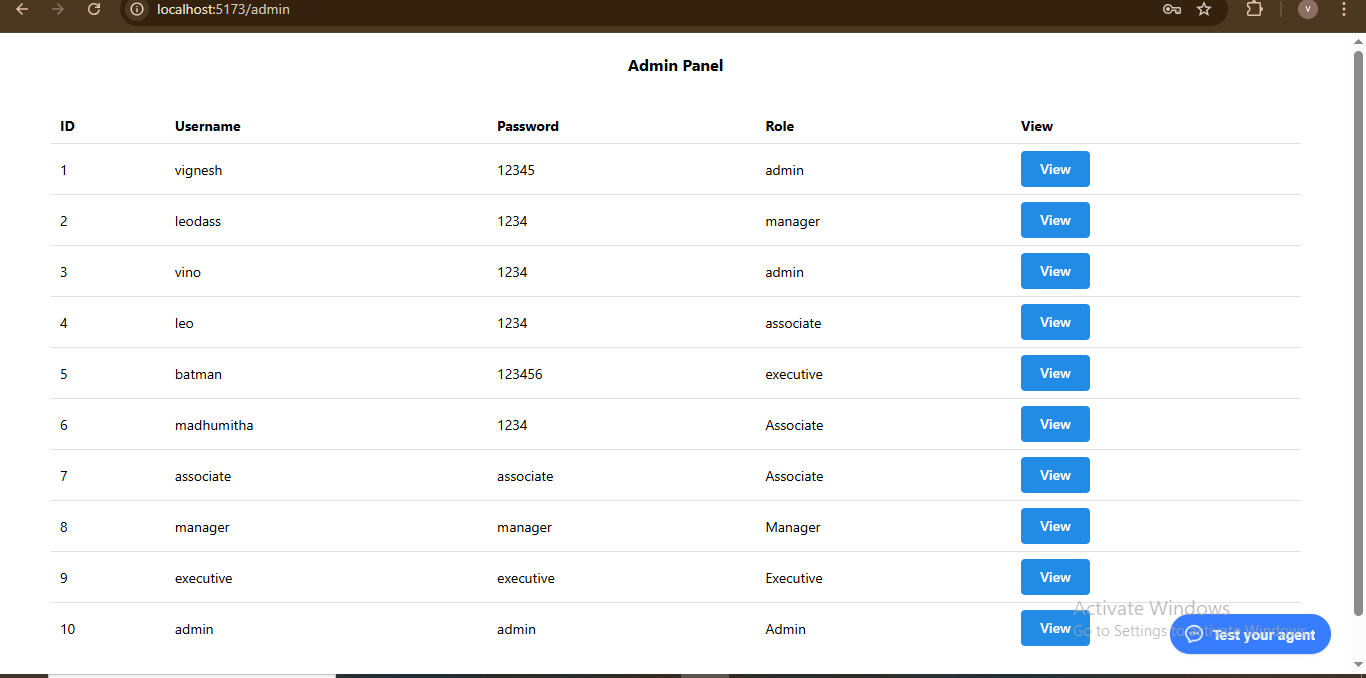 localhost:5173/admin
V
Admin Panel
ID Username Password Role View
1 vignesh 12345 admin View
2 leodass 1234 manager View
3 vino 1234 admin View
4 leo 1234 associate View
5 batman 123456 executive View
6 madhumitha 1234 Associate View
7 associate associate Associate View
8 manager manager Manager View
9 executive executive Executive View
10 admin admin Admin View
Activate Windows
Go to Settings to activate Windows.
Test your agent